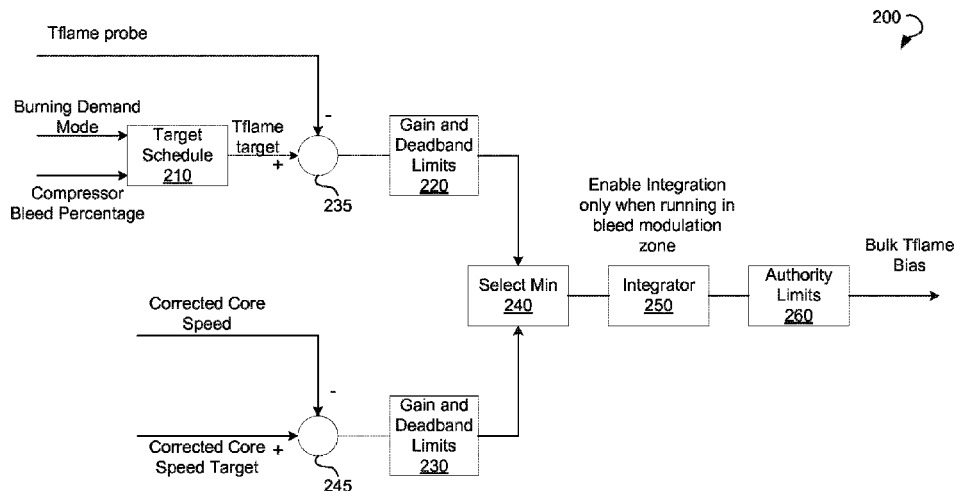 200
Tflame probe
-
Burning Demand
Mode
Target
Schedule
210
Tflame
target
+
235
Compressor
Bleed Percentage
Gain and
Deadband
Limits
220
Enable Integration
only when running in
bleed modulation
zone
Select Min
240
Integrator
250
Authority
Limits
260
Bulk Tflame
Bias
Corrected Core
Speed
-
Corrected Core
Speed Target
+
245
Gain and
Deadband
Limits
230